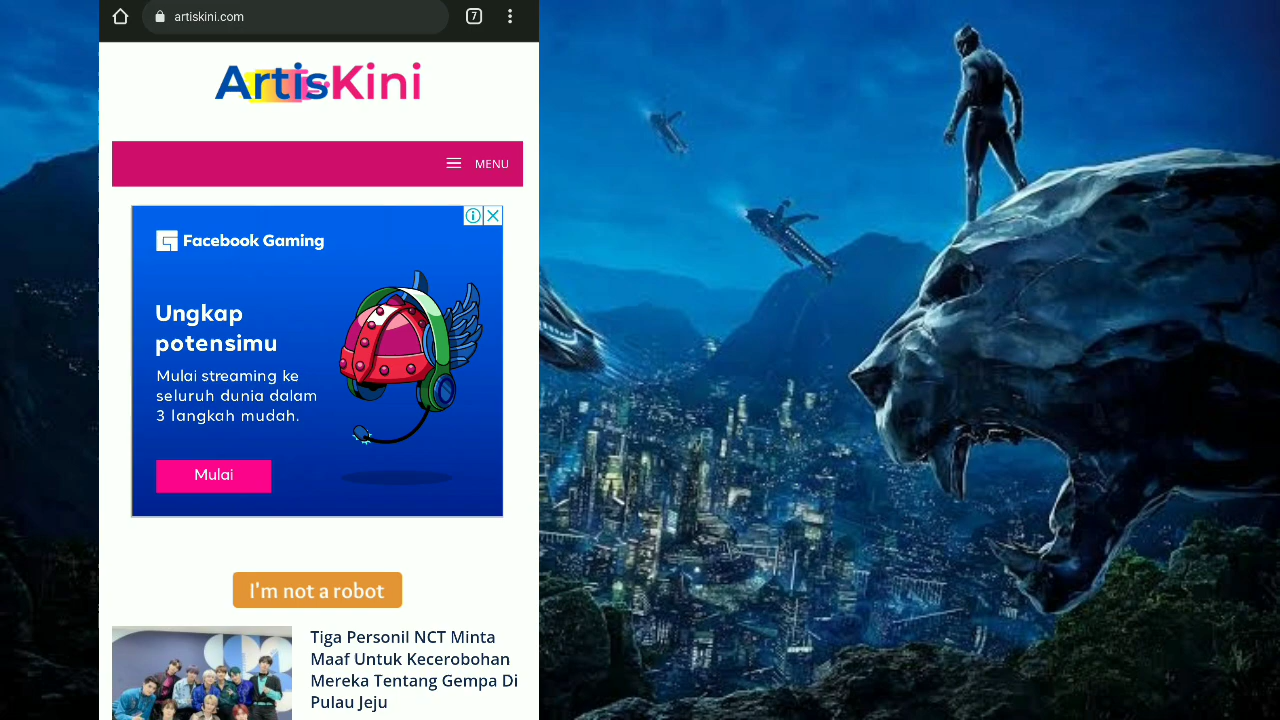 7
artiskini.com
ArtisKini
MENU
Facebook Gaming
Ungkap
potensimu
Mulai streaming ke
seluruh dunia dalam
3 langkah mudah.
Mulai
I'm not a robot
Tiga Personil NCT Minta
Maaf Untuk Kecerobohan
Mereka Tentang Gempa Di
Pulau Jeju